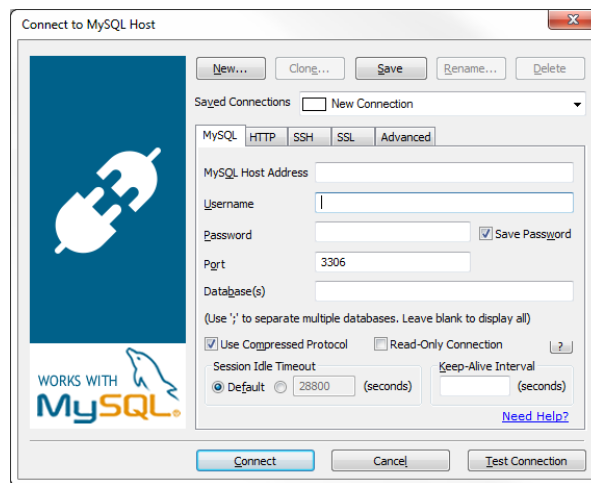 Connect to MySQL Host
New... Clone... Save Rename... Delete
Saved Connections New Connection
MySQL HTTP SSH SSL Advanced
MySQL Host Address
Username
Password Save Password
Port 3306
Database(s)
(Use ';' to separate multiple databases. Leave blank to display all)
Use Compressed Protocol Read-Only Connection ?
Session Idle Timeout Keep-Alive Interval
Default 28800 (seconds) (seconds)
Need Help?
WORKS WITH
MySQL®
Connect Cancel Test Connection